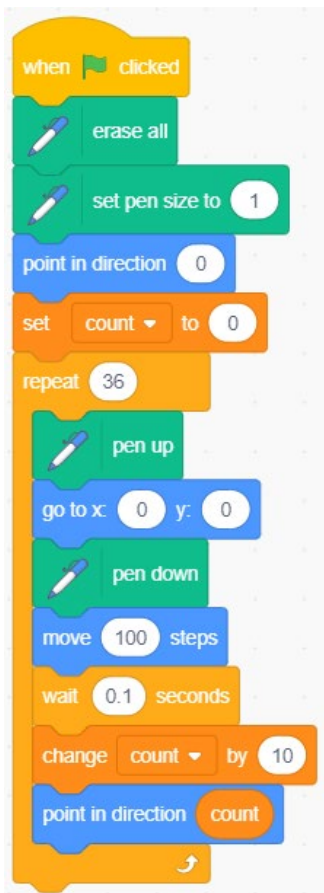 when clicked
erase all
set pen size to 1
point in direction 0
set count to 0
repeat 36
pen up
go to x: 0 y: 0
pen down
move 100 steps
wait 0.1 seconds
change count by 10
point in direction count